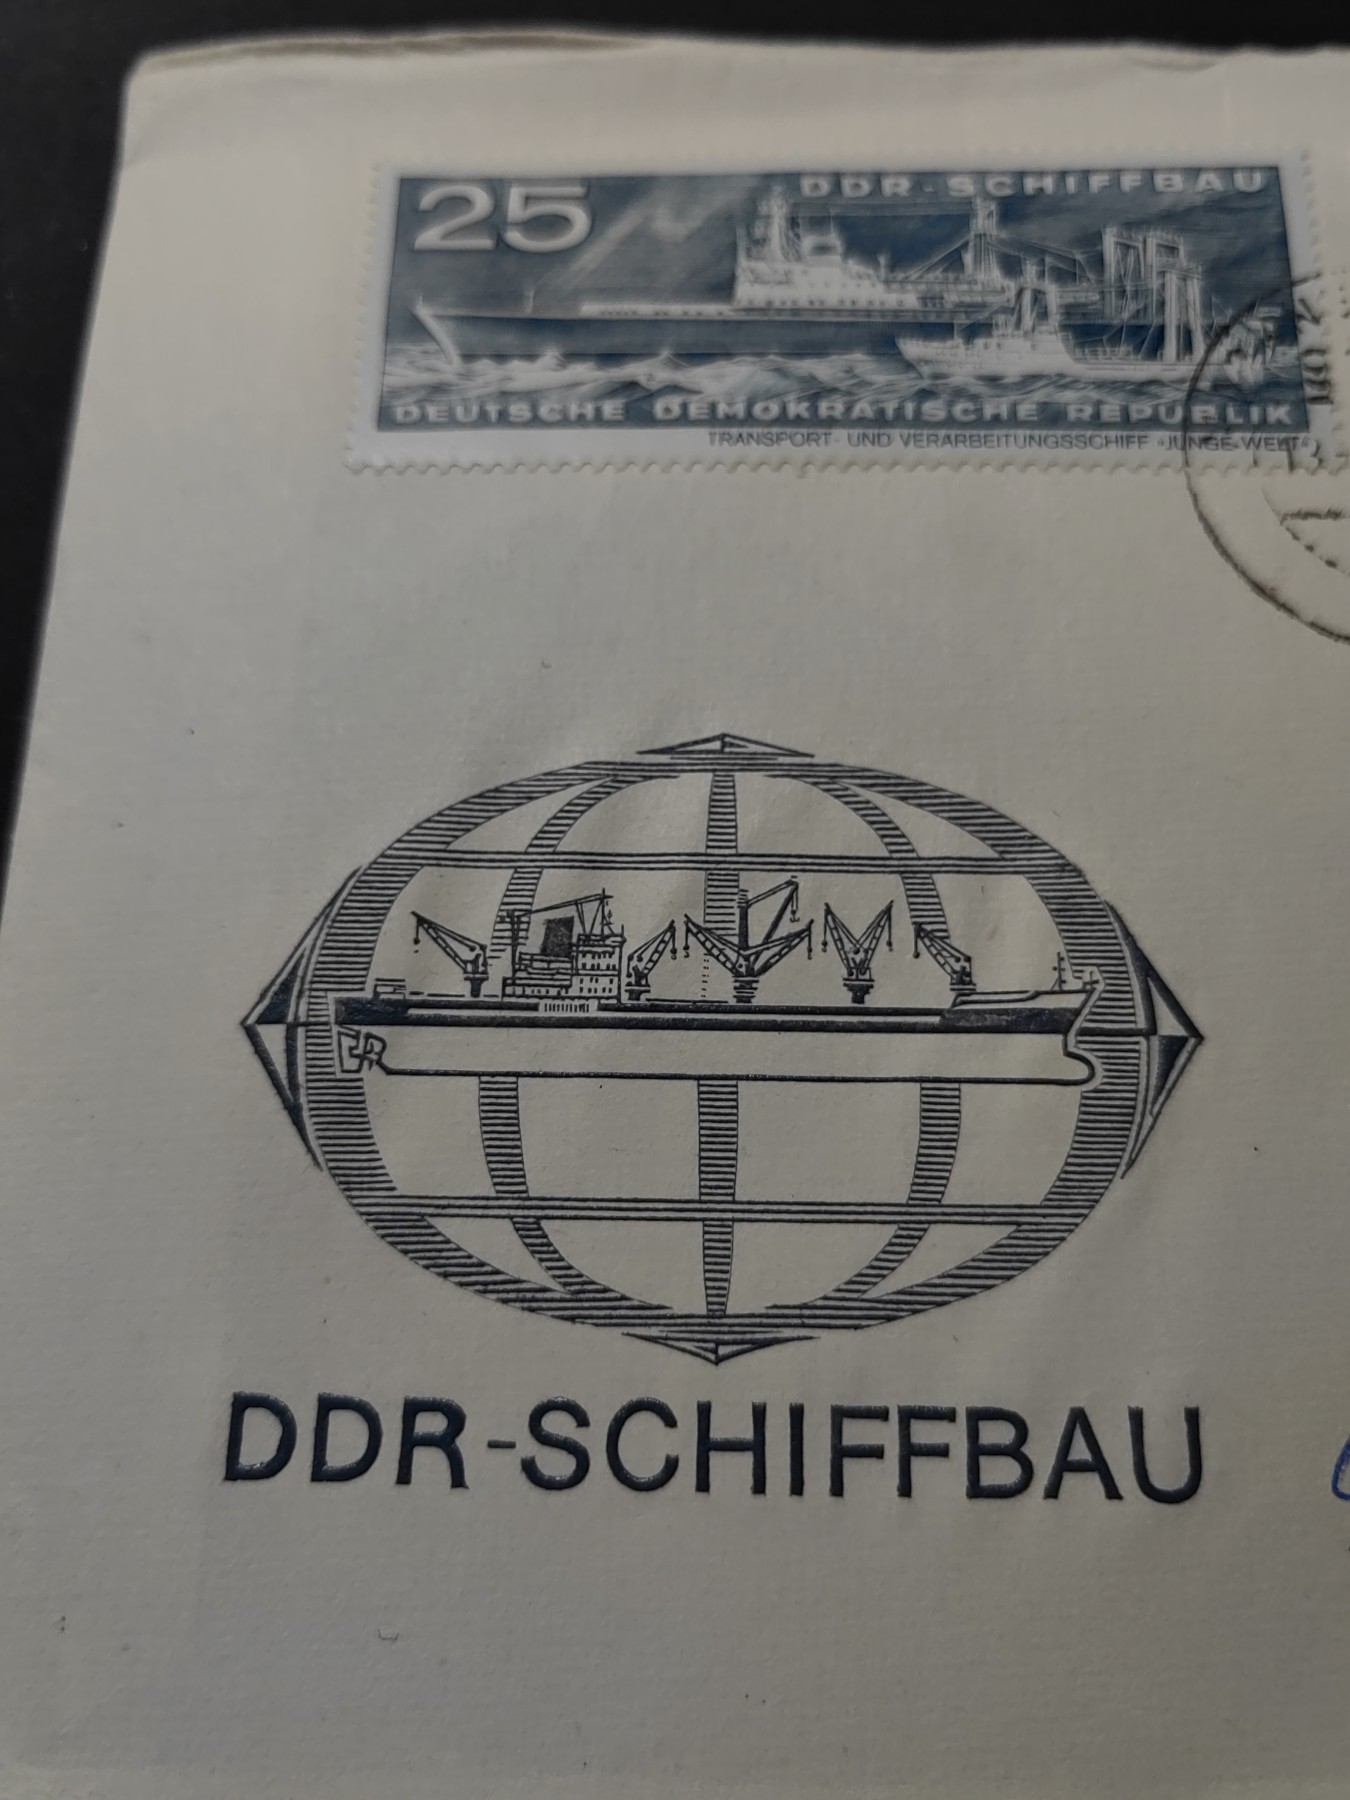 25
DDR-SCHIFFBAU
DEUTSCHE DEMOKRATISCHE REPUBLIK
TRANSPORT- UND VERARBEITUNGSSCHIFF »JUNGE WELT«
DDR-SCHIFFBAU